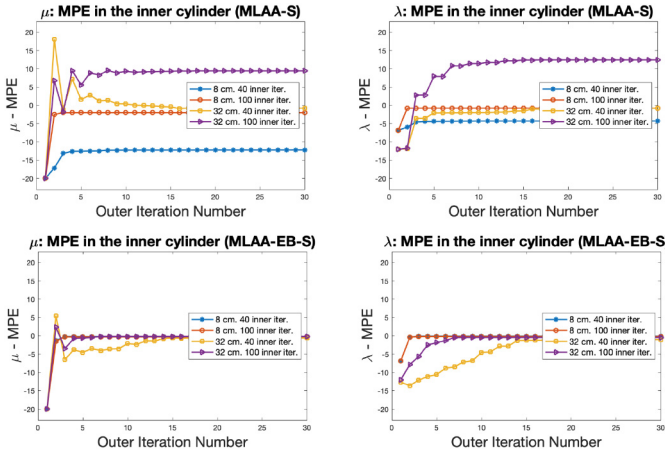 μ: MPE in the inner cylinder (MLAA-S)
μ - MPE
20
15
10
5
0
-5
-10
-15
-20
8 cm. 40 inner iter.
8 cm. 100 inner iter.
32 cm. 40 inner iter.
32 cm. 100 inner iter.
0 5 10 15 20 25 30
Outer Iteration Number
λ: MPE in the inner cylinder (MLAA-S)
λ - MPE
20
15
10
5
0
-5
-10
-15
-20
8 cm. 40 inner iter.
8 cm. 100 inner iter.
32 cm. 40 inner iter.
32 cm. 100 inner iter.
0 5 10 15 20 25 30
Outer Iteration Number
μ: MPE in the inner cylinder (MLAA-EB-S)
μ - MPE
20
15
10
5
0
-5
-10
-15
-20
8 cm. 40 inner iter.
8 cm. 100 inner iter.
32 cm. 40 inner iter.
32 cm. 100 inner iter.
0 5 10 15 20 25 30
Outer Iteration Number
λ: MPE in the inner cylinder (MLAA-EB-S
λ - MPE
20
15
10
5
0
-5
-10
-15
-20
8 cm. 40 inner iter.
8 cm. 100 inner iter.
32 cm. 40 inner iter.
32 cm. 100 inner iter.
0 5 10 15 20 25 30
Outer Iteration Number